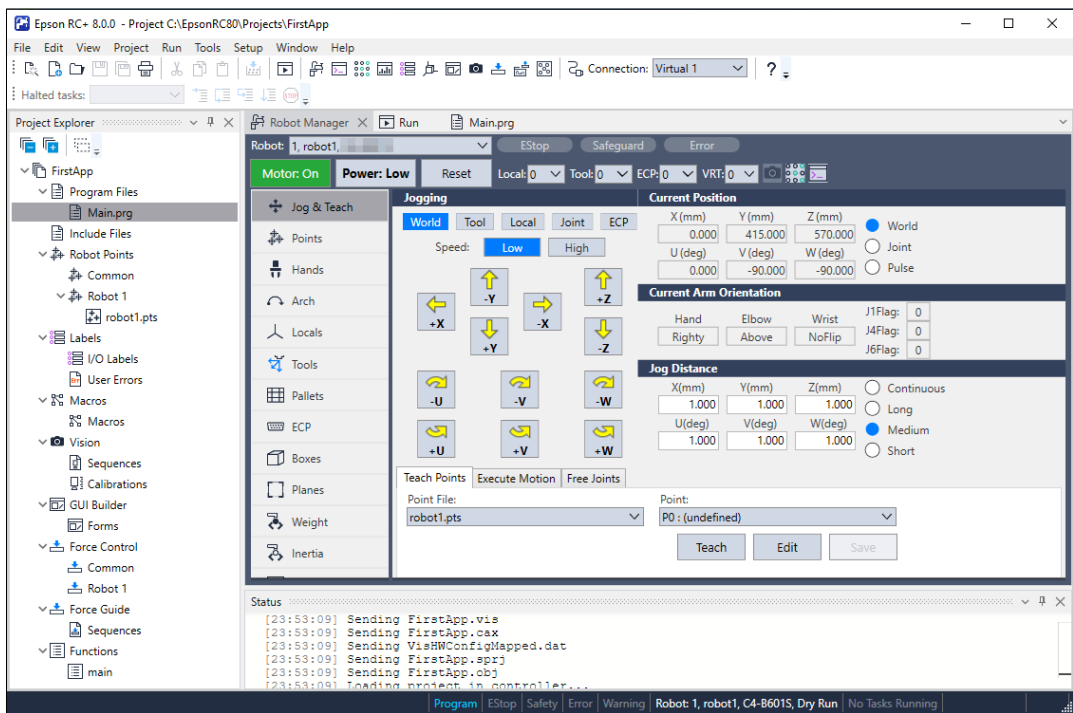 Epson RC+ 8.0.0 - Project C:\EpsonRC80\Projects\FirstApp
File Edit View Project Run Tools Setup Window Help
Connection: Virtual 1 ?
Halted tasks: STOP
Project Explorer
FirstApp
Program Files
Main.prg
Include Files
Robot Points
Common
Robot 1
robot1.pts
Labels
I/O Labels
User Errors
Macros
Macros
Vision
Sequences
Calibrations
GUI Builder
Forms
Force Control
Common
Robot 1
Force Guide
Sequences
Functions
main
Robot Manager Run Main.prg
Robot: 1, robot1, EStop Safeguard Error
Motor: On Power: Low Reset Local: 0 Tool: 0 ECP: 0 VRT: 0
Jog & Teach
Points
Hands
Arch
Locals
Tools
Pallets
ECP
Boxes
Planes
Weight
Inertia
Jogging
World Tool Local Joint ECP
Speed: Low High
-Y +Z
+X -X
+Y -Z
-U -V -W
+U +V +W
Current Position
X (mm) Y (mm) Z (mm)
0.000 415.000 570.000
U (deg) V (deg) W (deg)
0.000 -90.000 -90.000
World
Joint
Pulse
Current Arm Orientation
Hand Elbow Wrist
Righty Above NoFlip
J1Flag: 0
J4Flag: 0
J6Flag: 0
Jog Distance
X(mm) Y(mm) Z(mm)
1.000 1.000 1.000
U(deg) V(deg) W(deg)
1.000 1.000 1.000
Continuous
Long
Medium
Short
Teach Points Execute Motion Free Joints
Point File: Point:
robot1.pts P0 : (undefined)
Teach Edit Save
Status
[23:53:09] Sending FirstApp.vis
[23:53:09] Sending FirstApp.cax
[23:53:09] Sending VisHWConfigMapped.dat
[23:53:09] Sending FirstApp.sprj
[23:53:09] Sending FirstApp.obj
[23:53:09] Loading project in controller...
Program EStop Safety Error Warning Robot: 1, robot1, C4-B601S, Dry Run No Tasks Running